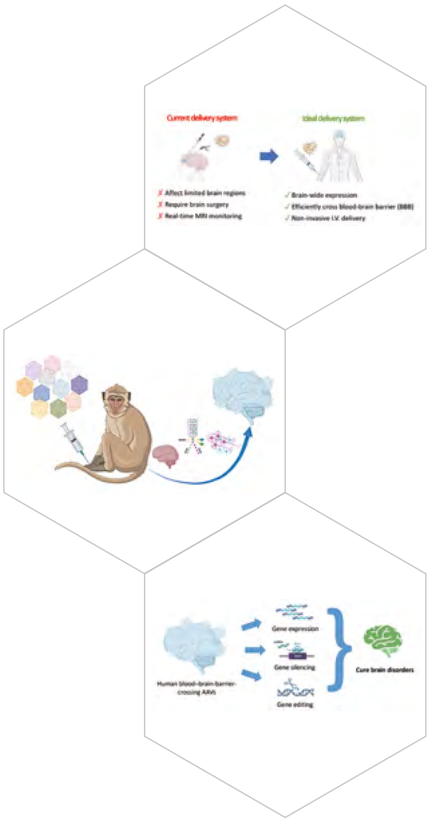 Current delivery system
Ideal delivery system
✗ Affect limited brain regions
✗ Require brain surgery
✗ Real-time MRI monitoring
✓ Brain-wide expression
✓ Efficiently cross blood-brain barrier (BBB)
✓ Non-invasive I.V. delivery
Human blood–brain-barrier-
crossing AAVs
Gene expression
Gene silencing
Gene editing
Cure brain disorders